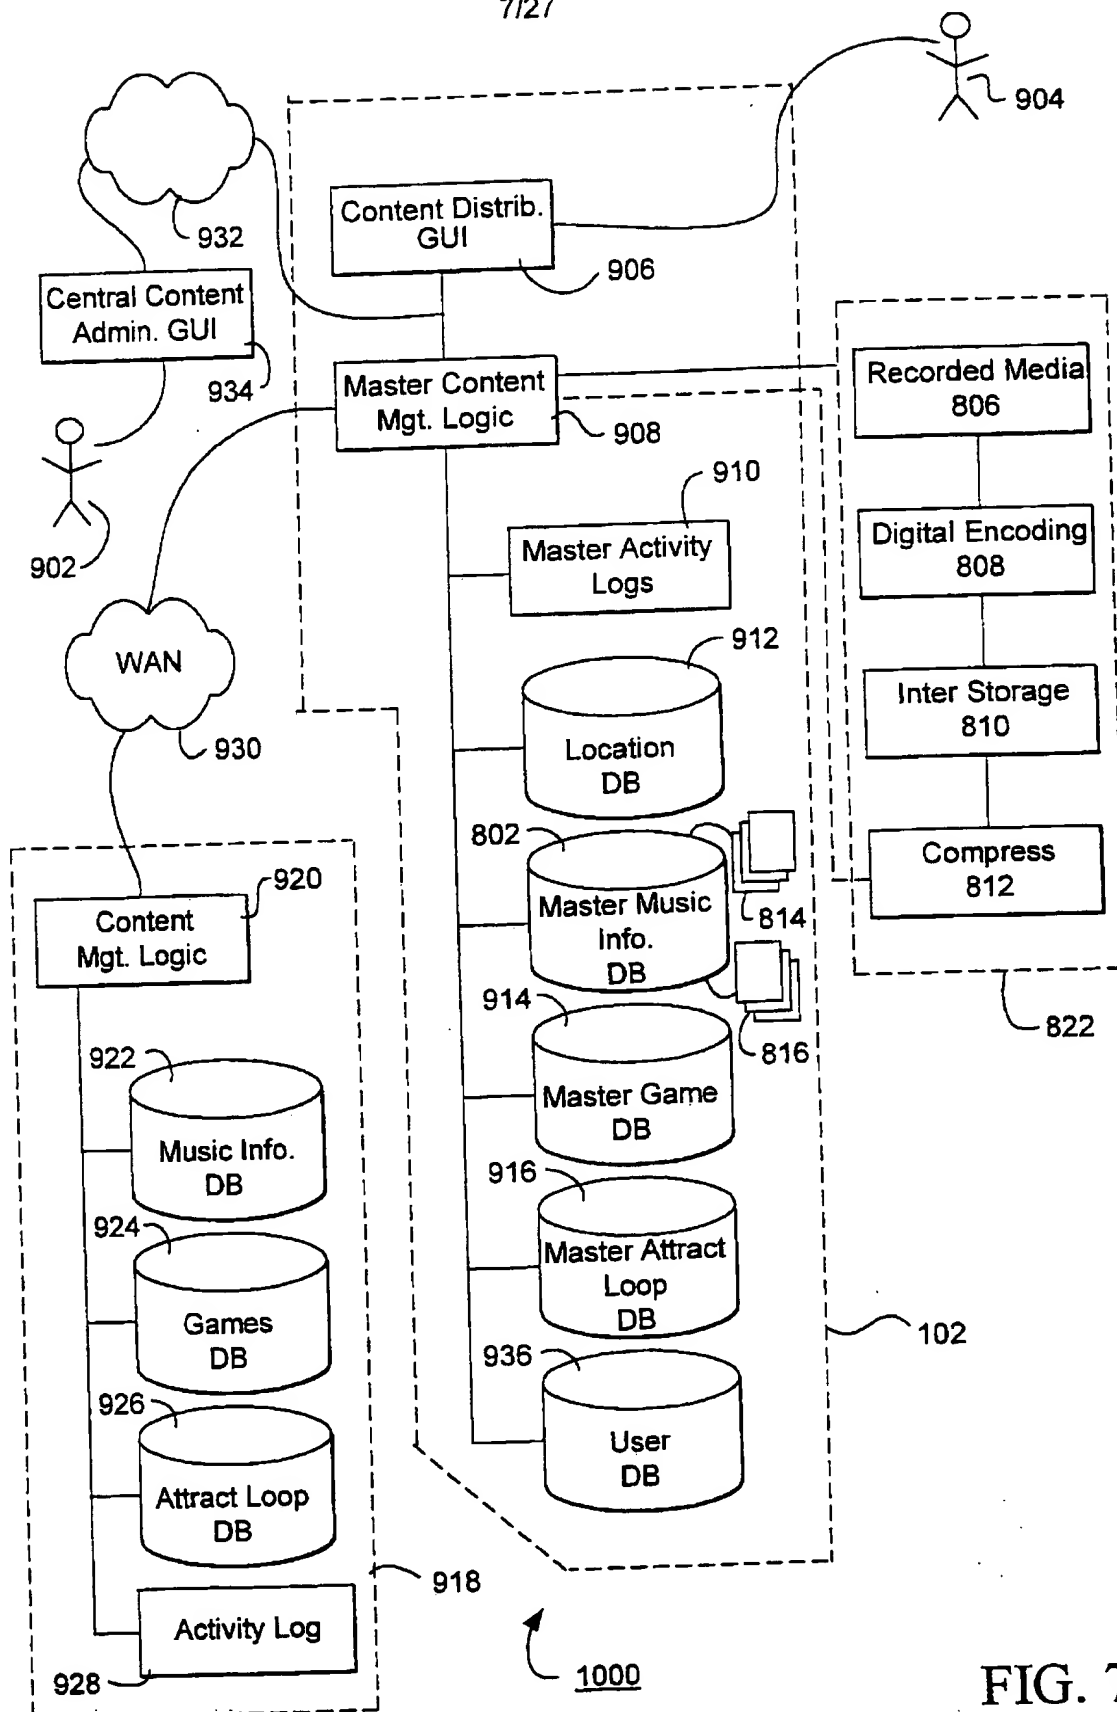 7/27
904
932
Content Distrib.
GUI
906
Central Content
Admin. GUI
934
Master Content
Mgt. Logic
908
Recorded Media
806
902
910
Master Activity
Logs
Digital Encoding
808
WAN
930
912
Location
DB
Inter Storage
810
802
Master Music
Info.
DB
814
Compress
812
816
822
920
Content
Mgt. Logic
914
Master Game
DB
922
Music Info.
DB
916
Master Attract
Loop
DB
924
Games
DB
102
936
User
DB
926
Attract Loop
DB
918
Activity Log
928
1000
FIG. 7